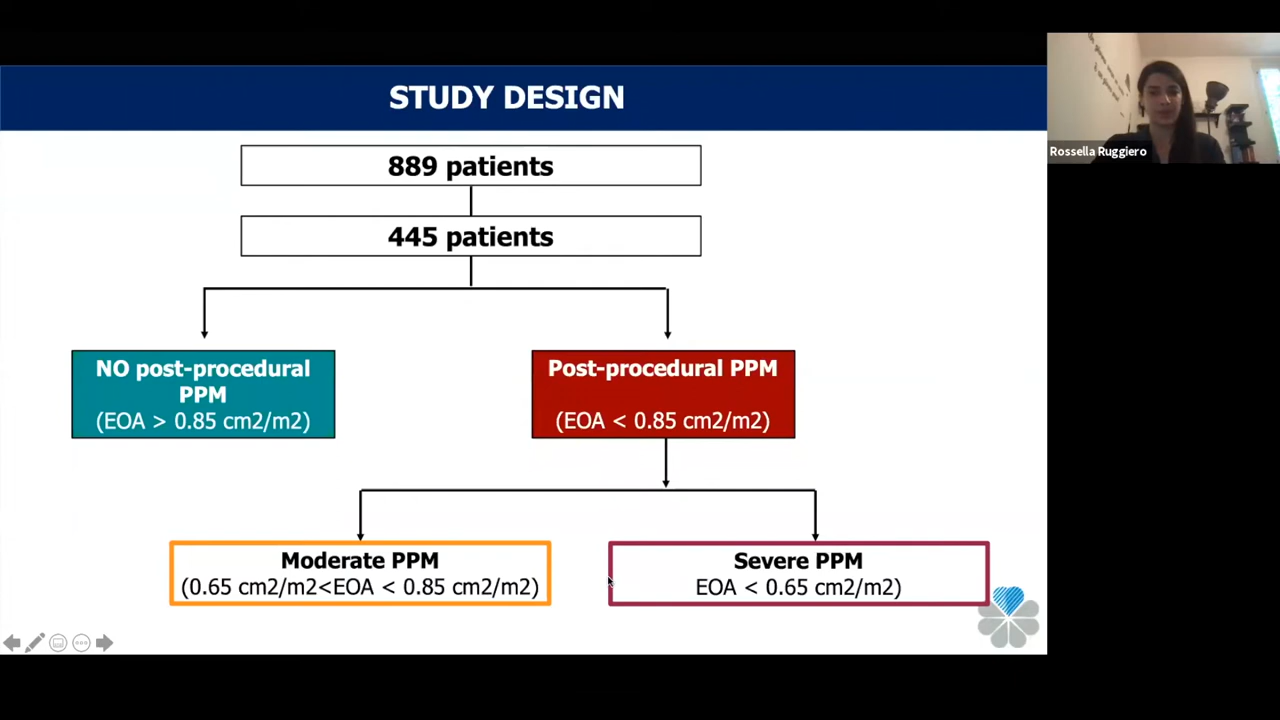 STUDY DESIGN
889 patients
445 patients
NO post-procedural
PPM
(EOA > 0.85 cm2/m2)
Post-procedural PPM
(EOA < 0.85 cm2/m2)
Moderate PPM
(0.65 cm2/m2<EOA < 0.85 cm2/m2)
Severe PPM
EOA < 0.65 cm2/m2)
Rossella Ruggiero